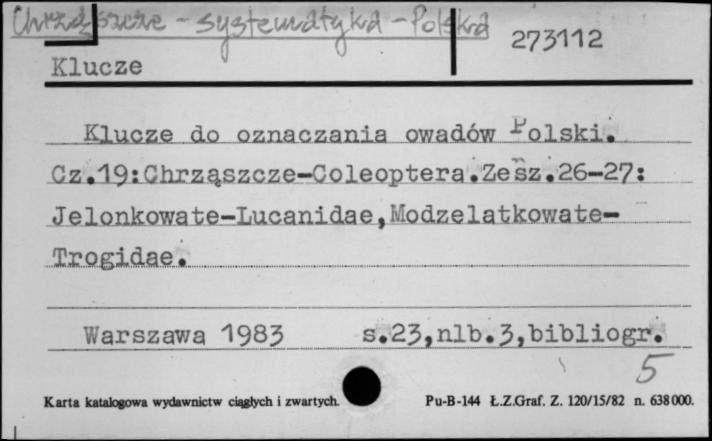 Chrząszcze - systematyka - Polska
273112
Klucze
Klucze do oznaczania owadów Polski.
Cz.19:Chrząszcze-Coleoptera.Zesz.26-27:
Jelonkowate-Lucanidae,Modzelatkowate-
Trogidae.
Warszawa 1983 s.23,nlb.3,bibliogr.
5
Karta katalogowa wydawnictw ciągłych i zwartych. Pu-B-144 Ł.Z.Graf. Z. 120/15/82 n. 638000.